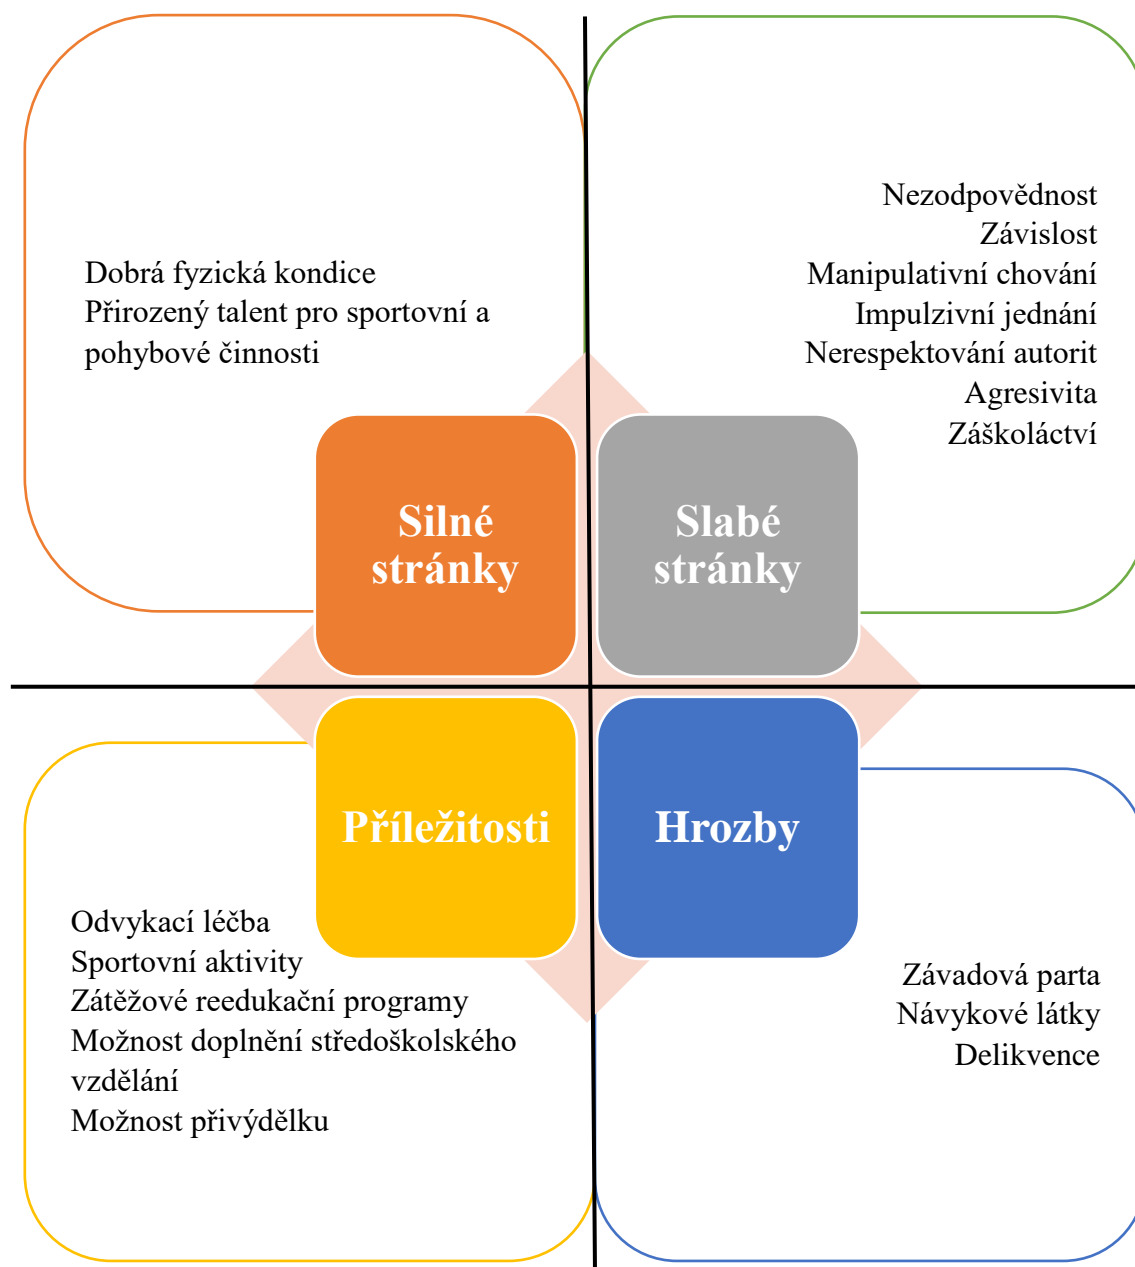 Dobrá fyzická kondice
Přirozený talent pro sportovní a
pohybové činnosti
Nezodpovědnost
Závislost
Manipulativní chování
Impulzivní jednání
Nerespektování autorit
Agresivita
Záškoláctví
Silné
stránky
Slabé
stránky
Příležitosti
Hrozby
Odvykací léčba
Sportovní aktivity
Zátěžové reedukační programy
Možnost doplnění středoškolského
vzdělání
Možnost přivýdělku
Závadová parta
Návykové látky
Delikvence